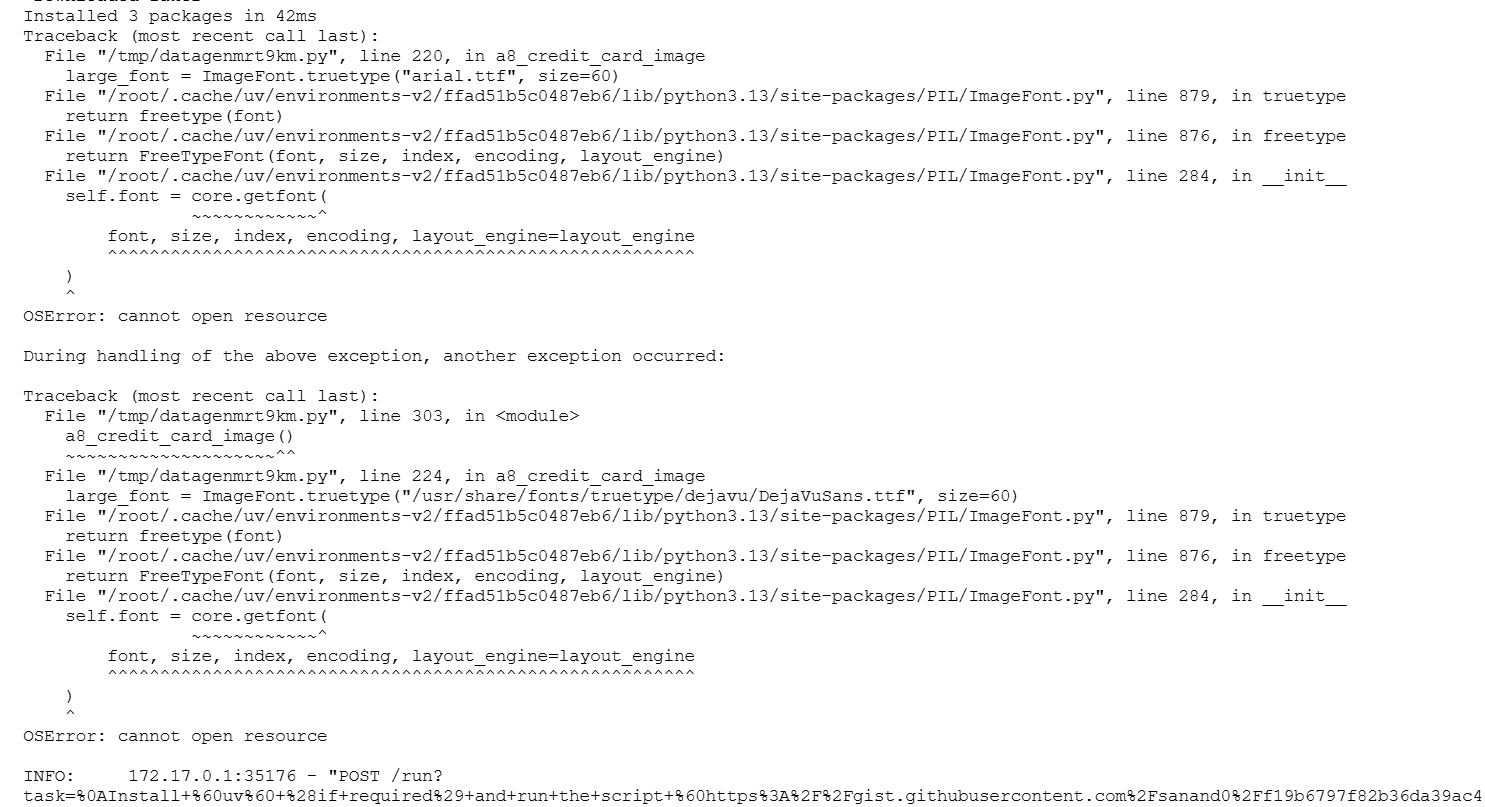 Installed 3 packages in 42ms
Traceback (most recent call last):
  File "/tmp/datagenmrt9km.py", line 220, in a8_credit_card_image
    large_font = ImageFont.truetype("arial.ttf", size=60)
  File "/root/.cache/uv/environments-v2/ffad51b5c0487eb6/lib/python3.13/site-packages/PIL/ImageFont.py", line 879, in truetype
    return freetype(font)
  File "/root/.cache/uv/environments-v2/ffad51b5c0487eb6/lib/python3.13/site-packages/PIL/ImageFont.py", line 876, in freetype
    return FreeTypeFont(font, size, index, encoding, layout_engine)
  File "/root/.cache/uv/environments-v2/ffad51b5c0487eb6/lib/python3.13/site-packages/PIL/ImageFont.py", line 284, in __init__
    self.font = core.getfont(
                ~~~~~~~~~~~~^
        font, size, index, encoding, layout_engine=layout_engine
        ^^^^^^^^^^^^^^^^^^^^^^^^^^^^^^^^^^^^^^^^^^^^^^^^^^^^^^^^
    )
    ^
OSError: cannot open resource

During handling of the above exception, another exception occurred:

Traceback (most recent call last):
  File "/tmp/datagenmrt9km.py", line 303, in <module>
    a8_credit_card_image()
    ~~~~~~~~~~~~~~~~~~~~^^
  File "/tmp/datagenmrt9km.py", line 224, in a8_credit_card_image
    large_font = ImageFont.truetype("/usr/share/fonts/truetype/dejavu/DejaVuSans.ttf", size=60)
  File "/root/.cache/uv/environments-v2/ffad51b5c0487eb6/lib/python3.13/site-packages/PIL/ImageFont.py", line 879, in truetype
    return freetype(font)
  File "/root/.cache/uv/environments-v2/ffad51b5c0487eb6/lib/python3.13/site-packages/PIL/ImageFont.py", line 876, in freetype
    return FreeTypeFont(font, size, index, encoding, layout_engine)
  File "/root/.cache/uv/environments-v2/ffad51b5c0487eb6/lib/python3.13/site-packages/PIL/ImageFont.py", line 284, in __init__
    self.font = core.getfont(
                ~~~~~~~~~~~~^
        font, size, index, encoding, layout_engine=layout_engine
        ^^^^^^^^^^^^^^^^^^^^^^^^^^^^^^^^^^^^^^^^^^^^^^^^^^^^^^^^
    )
    ^
OSError: cannot open resource

INFO:     172.17.0.1:35176 - "POST /run?
task=%0AInstall+%60uv%60+%28if+required%29+and+run+the+script+%60https%3A%2F%2Fgist.githubusercontent.com%2Fsanand0%2Ff19b6797f82b36da39ac4